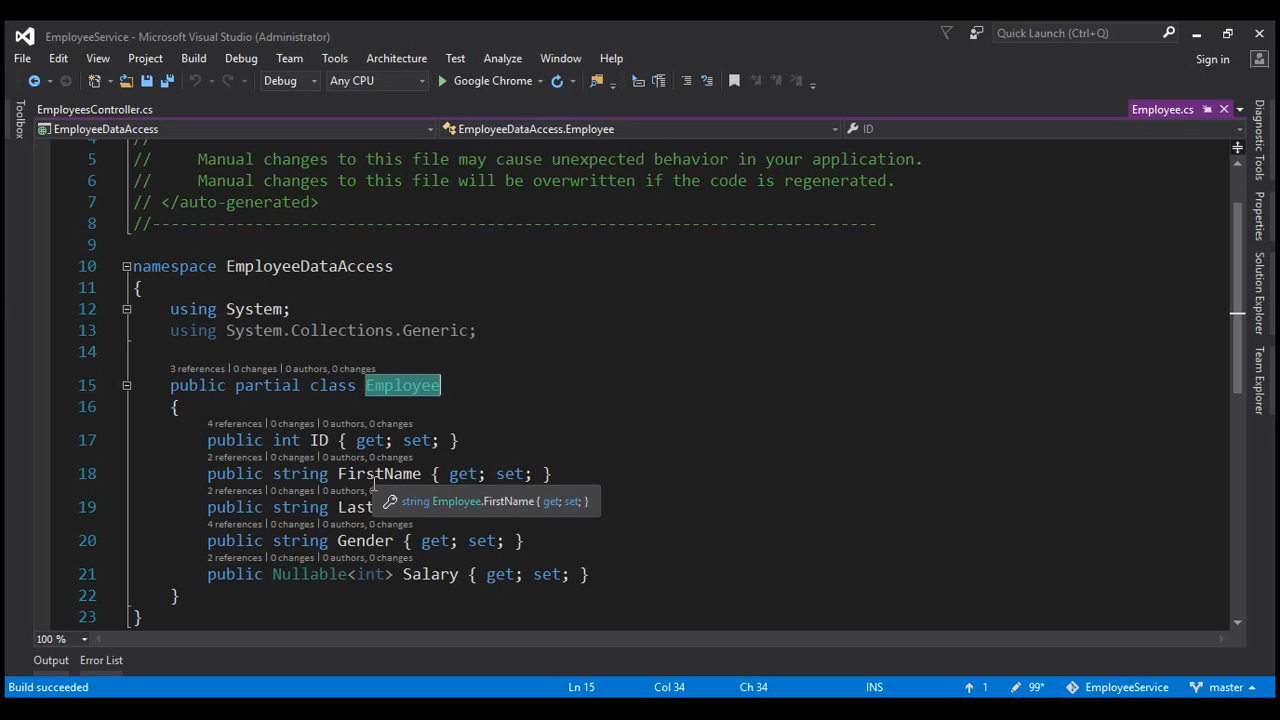 EmployeeService - Microsoft Visual Studio (Administrator)
Quick Launch (Ctrl+Q)
File Edit View Project Build Debug Team Tools Architecture Test Analyze Window Help
Sign in
Debug Any CPU Google Chrome
EmployeesController.cs
Employee.cs
EmployeeDataAccess
EmployeeDataAccess.Employee
ID
Toolbox
4 //
5 // Manual changes to this file may cause unexpected behavior in your application.
6 // Manual changes to this file will be overwritten if the code is regenerated.
7 // </auto-generated>
8 //------------------------------------------------------------------------------
9
10 namespace EmployeeDataAccess
11 {
12 using System;
13 using System.Collections.Generic;
14
3 references | 0 changes | 0 authors, 0 changes
15 public partial class Employee
16 {
4 references | 0 changes | 0 authors, 0 changes
17 public int ID { get; set; }
2 references | 0 changes | 0 authors, 0 changes
18 public string FirstName { get; set; }
2 references | 0 changes | 0 authors, 
string Employee.FirstName { get; set; }
19 public string Last
4 references | 0 changes | 0 authors, 0 changes
20 public string Gender { get; set; }
2 references | 0 changes | 0 authors, 0 changes
21 public Nullable<int> Salary { get; set; }
22 }
23 }
Diagnostic Tools
Properties
Solution Explorer
Team Explorer
100 %
Output Error List
Build succeeded Ln 15 Col 34 Ch 34 INS 1 99* EmployeeService master